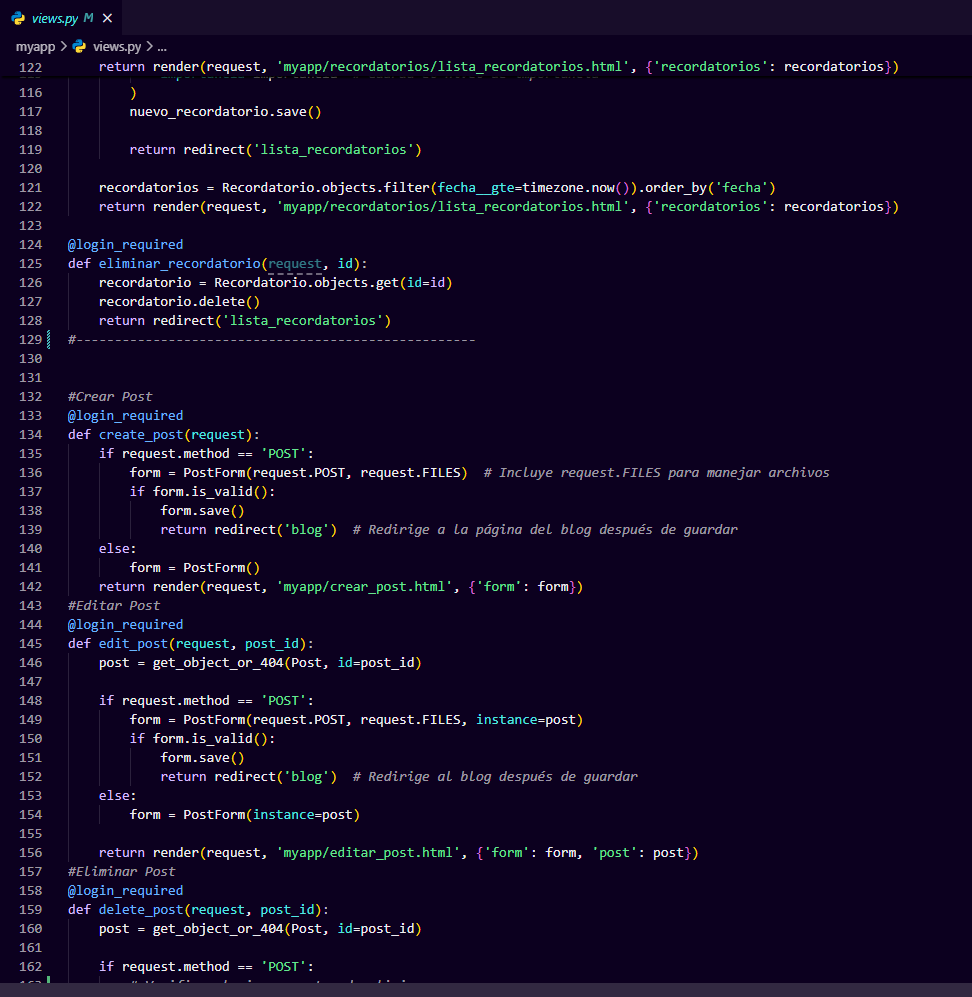 views.py M ×
myapp > views.py > ...
122 return render(request, 'myapp/recordatorios/lista_recordatorios.html', {'recordatorios': recordatorios})
116 )
117 nuevo_recordatorio.save()
118
119 return redirect('lista_recordatorios')
120
121 recordatorios = Recordatorio.objects.filter(fecha__gte=timezone.now()).order_by('fecha')
122 return render(request, 'myapp/recordatorios/lista_recordatorios.html', {'recordatorios': recordatorios})
123
124 @login_required
125 def eliminar_recordatorio(request, id):
126 recordatorio = Recordatorio.objects.get(id=id)
127 recordatorio.delete()
128 return redirect('lista_recordatorios')
129 #----------------------------------------------------
130
131
132 #Crear Post
133 @login_required
134 def create_post(request):
135 if request.method == 'POST':
136 form = PostForm(request.POST, request.FILES)  # Incluye request.FILES para manejar archivos
137 if form.is_valid():
138 form.save()
139 return redirect('blog')  # Redirige a la página del blog después de guardar
140 else:
141 form = PostForm()
142 return render(request, 'myapp/crear_post.html', {'form': form})
143 #Editar Post
144 @login_required
145 def edit_post(request, post_id):
146 post = get_object_or_404(Post, id=post_id)
147
148 if request.method == 'POST':
149 form = PostForm(request.POST, request.FILES, instance=post)
150 if form.is_valid():
151 form.save()
152 return redirect('blog')  # Redirige al blog después de guardar
153 else:
154 form = PostForm(instance=post)
155
156 return render(request, 'myapp/editar_post.html', {'form': form, 'post': post})
157 #Eliminar Post
158 @login_required
159 def delete_post(request, post_id):
160 post = get_object_or_404(Post, id=post_id)
161
162 if request.method == 'POST':